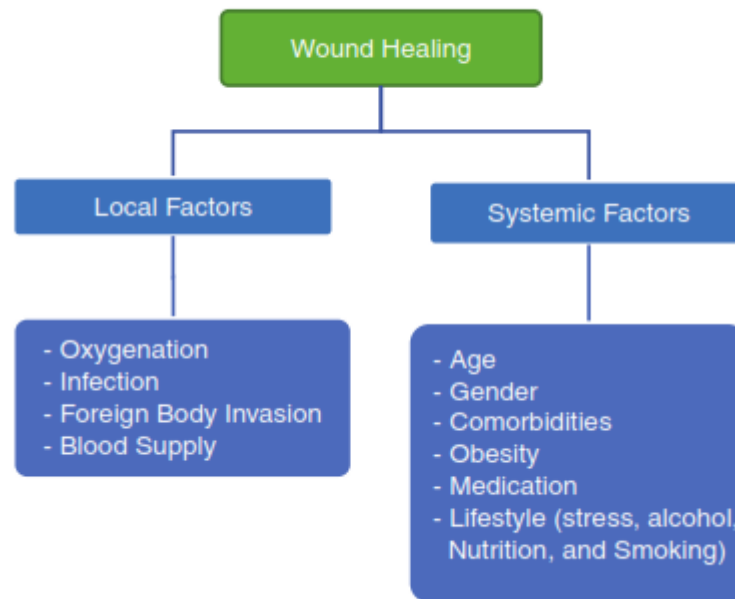 Wound Healing
Local Factors
Systemic Factors
- Oxygenation
- Infection
- Foreign Body Invasion
- Blood Supply
- Age
- Gender
- Comorbidities
- Obesity
- Medication
- Lifestyle (stress, alcohol,
Nutrition, and Smoking)